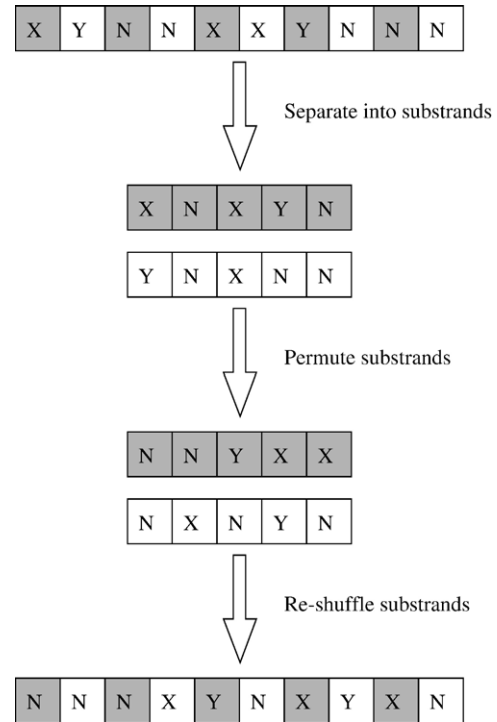 X Y N N X X Y N N N
Separate into substrands
X N X Y N
Y N X N N
Permute substrands
N N Y X X
N X N Y N
Re-shuffle substrands
N N N X Y N X Y X N